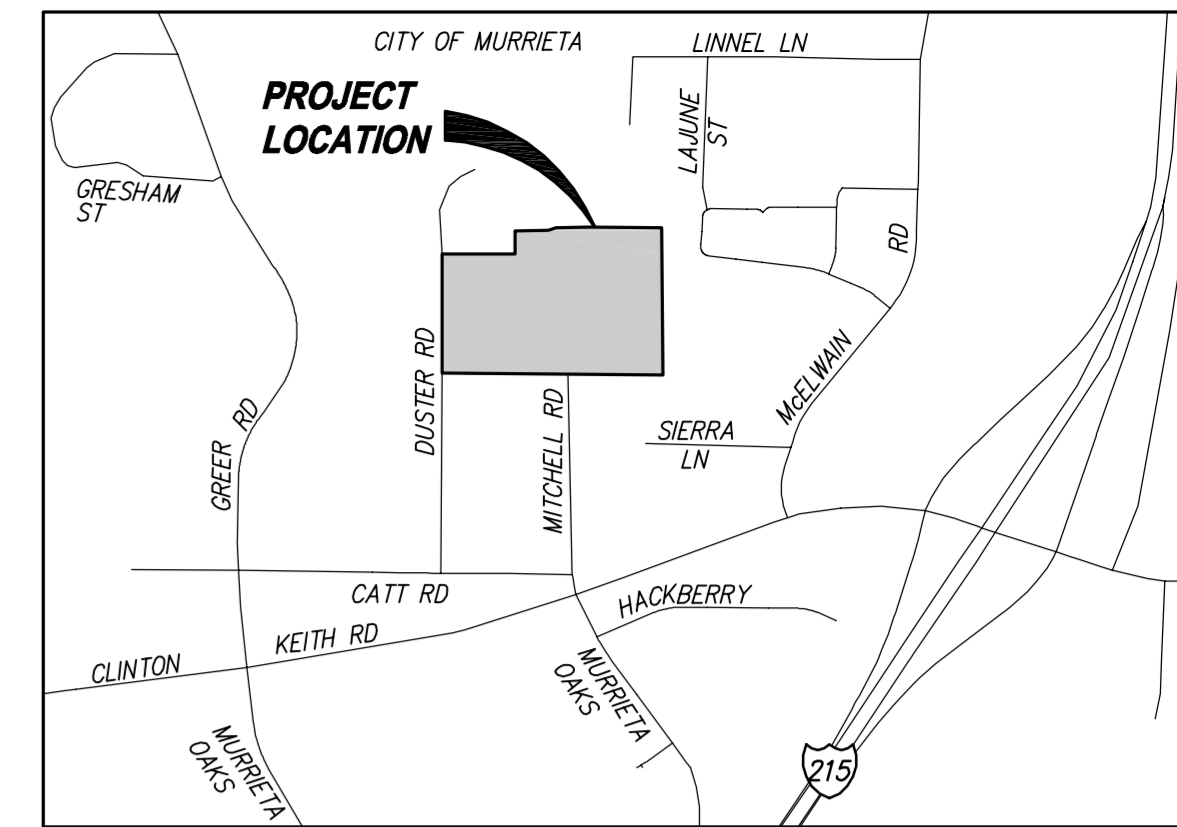 CITY OF MURRIETA
LINNEL LN
PROJECT
LOCATION
LAJUNE
ST
GRESHAM
ST
RD
DUSTER RD
McELWAIN
GREER RD
MITCHELL RD
SIERRA
LN
CATT RD
HACKBERRY
KEITH RD
CLINTON
MURRIETA
OAKS
MURRIETA
OAKS
215